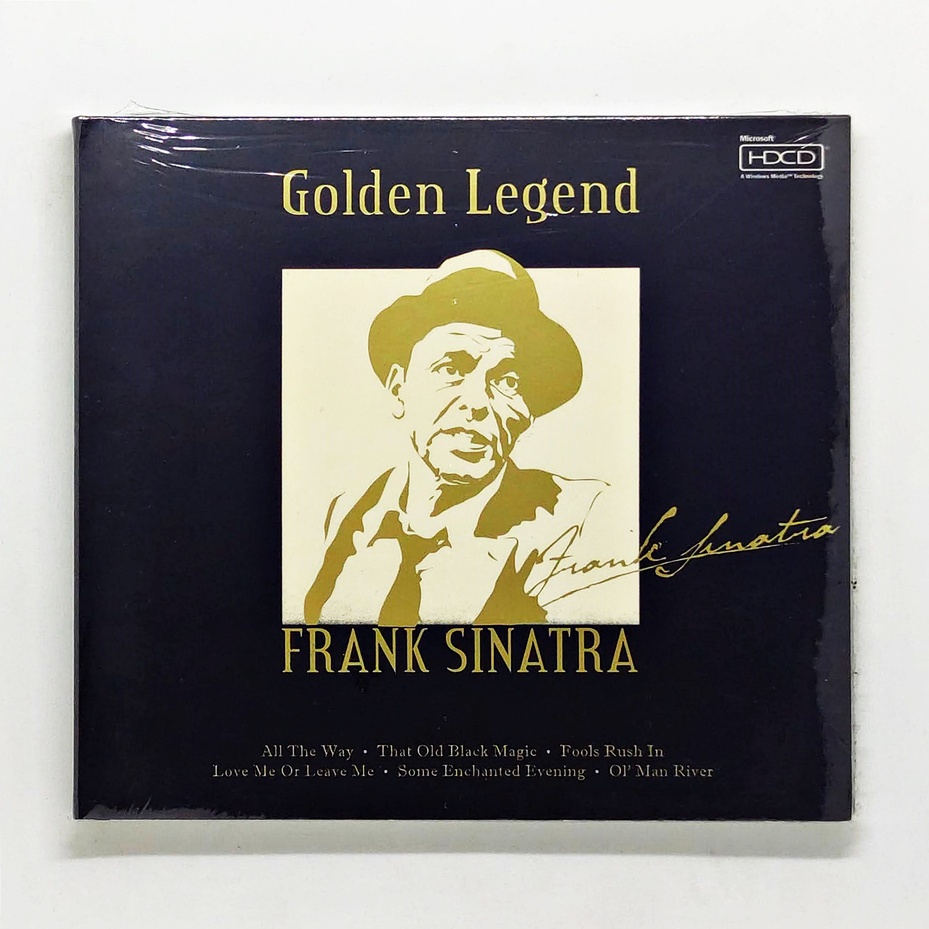 Microsoft
HDCD
A Windows Media™ Technology
Golden Legend
Frank Sinatra
FRANK SINATRA
All The Way • That Old Black Magic • Fools Rush In
Love Me Or Leave Me • Some Enchanted Evening • Ol' Man River